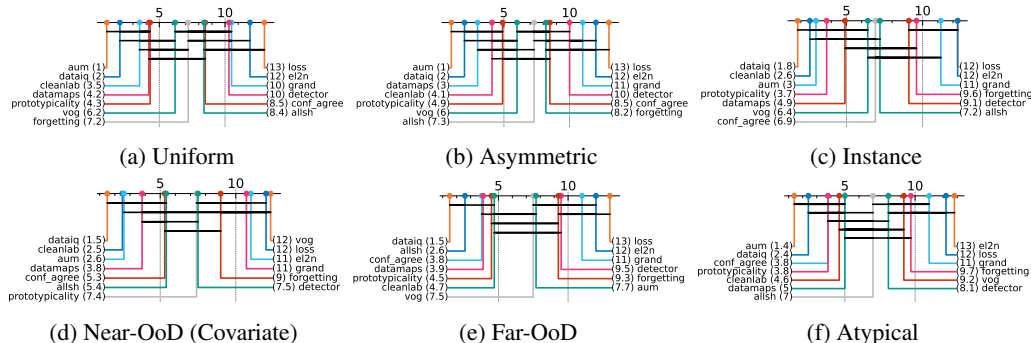 5 10
aum (1) (13) loss
dataiq (2) (12) el2n
cleanlab (3.5) (10) grand
datamaps (4.2) (10) detector
prototypicality (4.3) (8.5) conf_agree
vog (6.2) (8.4) allsh
forgetting (7.2)
(a) Uniform
5 10
aum (1) (13) loss
dataiq (2) (12) el2n
datamaps (3) (11) grand
cleanlab (4.1) (10) detector
prototypicality (4.9) (8.5) conf_agree
vog (6) (8.2) forgetting
allsh (7.3)
(b) Asymmetric
5 10
dataiq (1.8) (12) loss
cleanlab (2.6) (12) el2n
aum (3) (11) grand
prototypicality (3.7) (9.6) forgetting
datamaps (4.9) (9.1) detector
vog (6.4) (7.2) allsh
conf_agree (6.9)
(c) Instance
5 10
dataiq (1.5) (12) vog
cleanlab (2.5) (12) loss
aum (2.6) (11) el2n
datamaps (3.8) (11) grand
conf_agree (5.3) (9) forgetting
allsh (5.4) (7.5) detector
prototypicality (7.4)
(d) Near-OoD (Covariate)
5 10
dataiq (1.5) (13) loss
allsh (2.6) (12) el2n
conf_agree (3.8) (11) grand
datamaps (3.9) (9.5) detector
prototypicality (4.5) (9.3) forgetting
cleanlab (4.7) (7.7) aum
vog (7.5)
(e) Far-OoD
5 10
aum (1.4) (13) el2n
dataiq (2.4) (12) loss
conf_agree (3.8) (11) grand
prototypicality (3.8) (9.7) forgetting
cleanlab (4.6) (9.2) vog
datamaps (5) (8.1) detector
allsh (7)
(f) Atypical